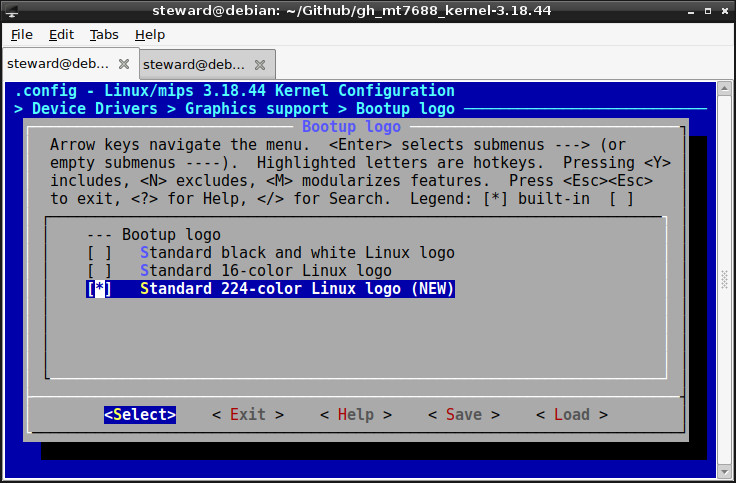 steward@debian: ~/Github/gh_mt7688_kernel-3.18.44
File Edit Tabs Help
steward@deb... steward@deb...
.config - Linux/mips 3.18.44 Kernel Configuration
> Device Drivers > Graphics support > Bootup logo
Bootup logo
Arrow keys navigate the menu. <Enter> selects submenus ---> (or
empty submenus ----). Highlighted letters are hotkeys. Pressing <Y>
includes, <N> excludes, <M> modularizes features. Press <Esc><Esc>
to exit, <?> for Help, </> for Search. Legend: [*] built-in [ ]
--- Bootup logo
[ ] Standard black and white Linux logo
[ ] Standard 16-color Linux logo
[*] Standard 224-color Linux logo (NEW)
<Select> < Exit > < Help > < Save > < Load >